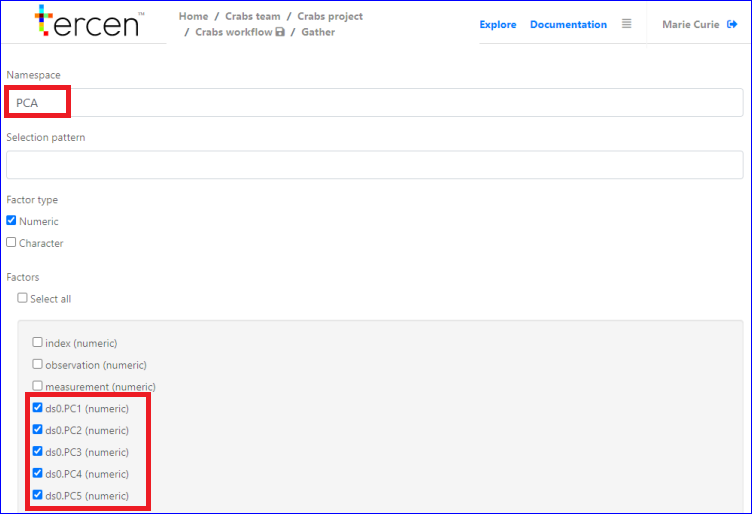 tercen™
Home / Crabs team / Crabs project
/ Crabs workflow / Gather
Explore Documentation Marie Curie
Namespace
PCA
Selection pattern
Factor type
Numeric
Character
Factors
Select all
index (numeric)
observation (numeric)
measurement (numeric)
ds0.PC1 (numeric)
ds0.PC2 (numeric)
ds0.PC3 (numeric)
ds0.PC4 (numeric)
ds0.PC5 (numeric)